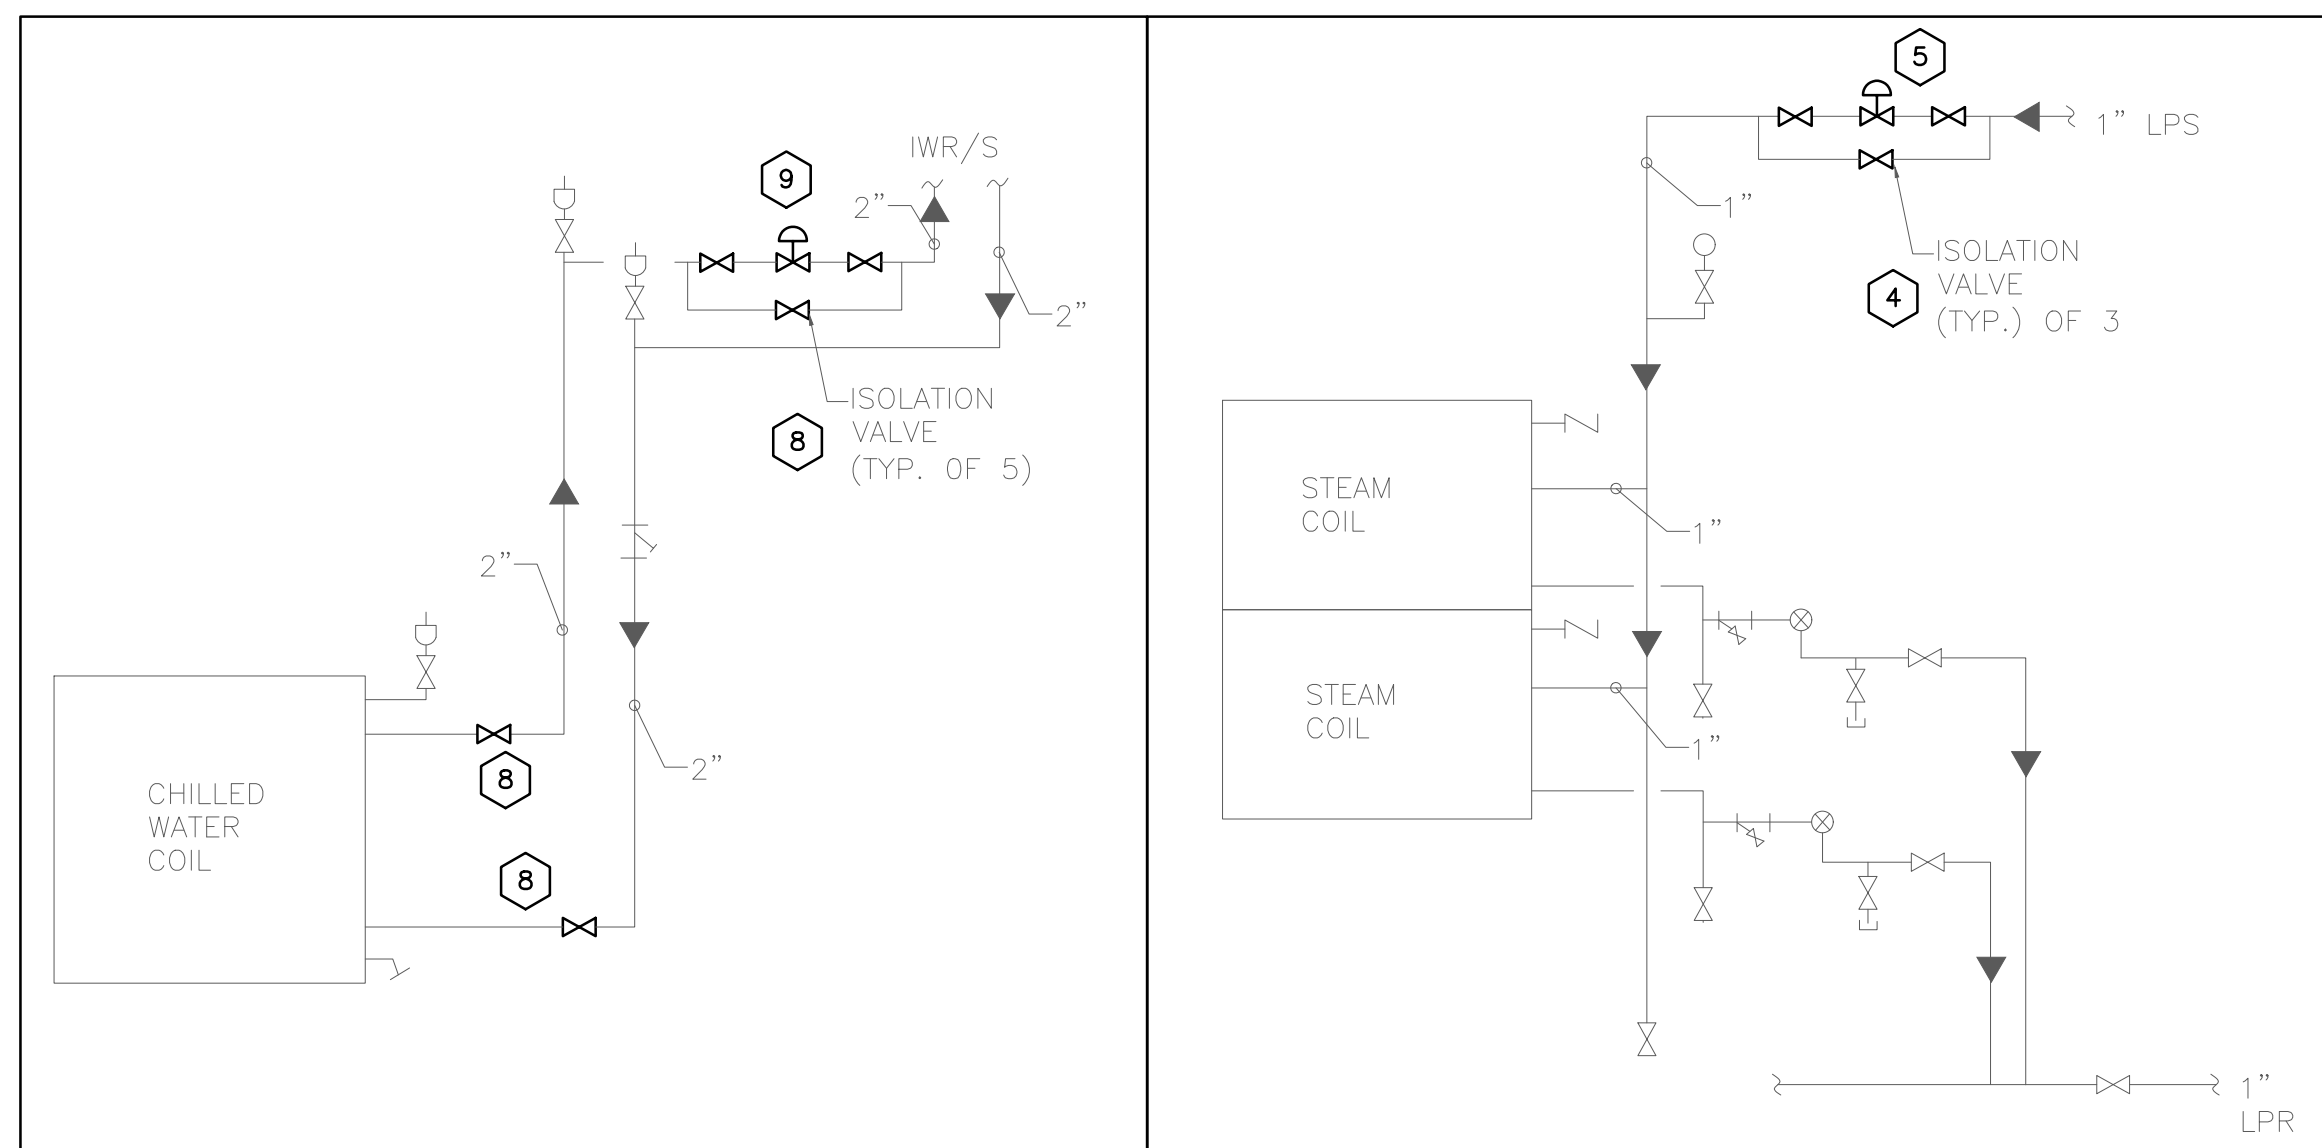 IWR/S
9
2"
2"
ISOLATION
VALVE
(TYP. OF 5)
8
2"
2"
8
8
CHILLED
WATER
COIL
5
1" LPS
1"
ISOLATION
VALVE
(TYP.) OF 3
4
STEAM
COIL
1"
STEAM
COIL
1"
1"
LPR